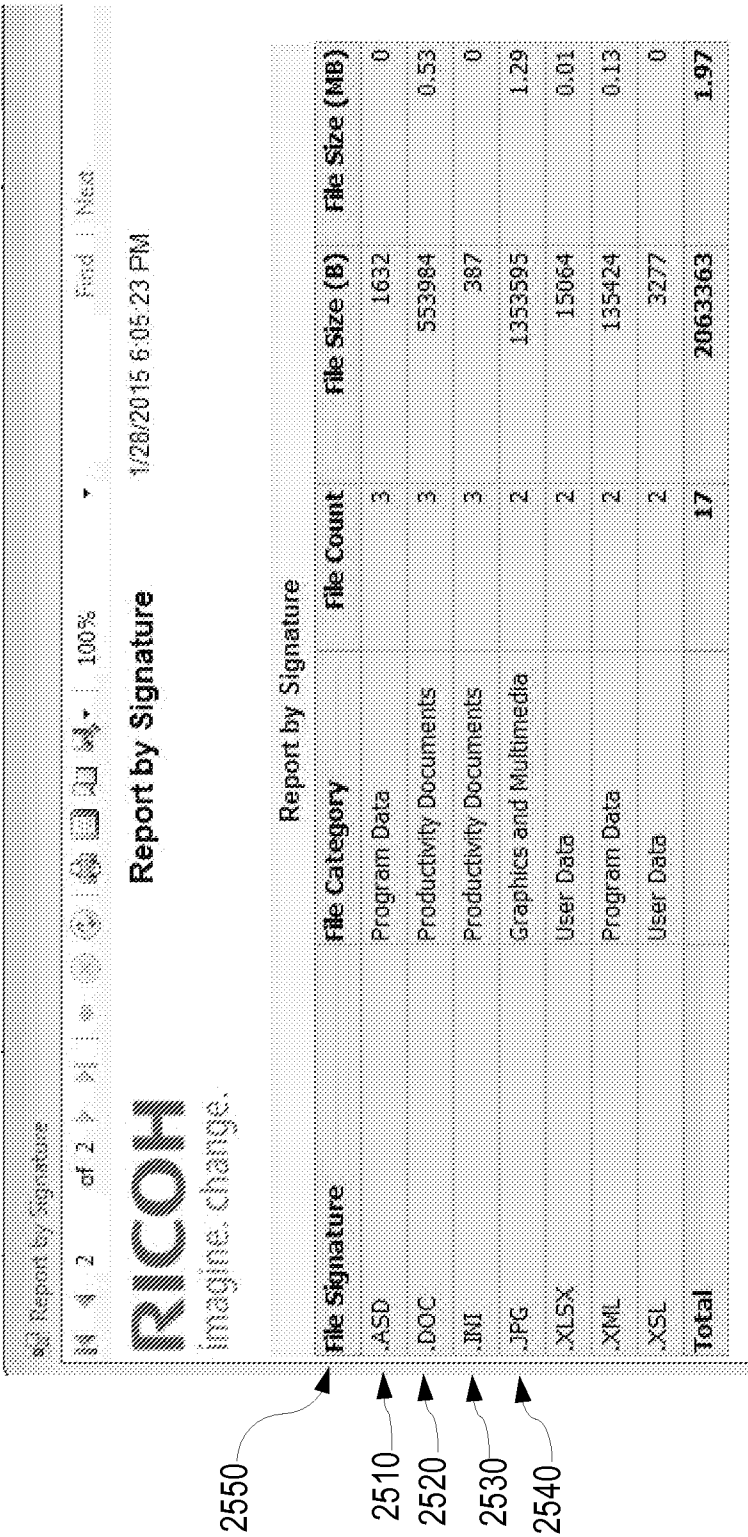 Report by Signature
2 of 2 100% Find | Next
RICOH
imagine. change.
Report by Signature 1/28/2015 6:05:23 PM
Report by Signature
2550
File Signature File Category File Count File Size (B) File Size (MB)
2510 .ASD Program Data 3 1632 0
2520 .DOC Productivity Documents 3 553984 0.53
2530 .INI Productivity Documents 3 387 0
2540 .JPG Graphics and Multimedia 2 1353595 1.29
.XLSX User Data 2 15064 0.01
.XML Program Data 2 135424 0.13
.XSL User Data 2 3277 0
Total 17 2063363 1.97